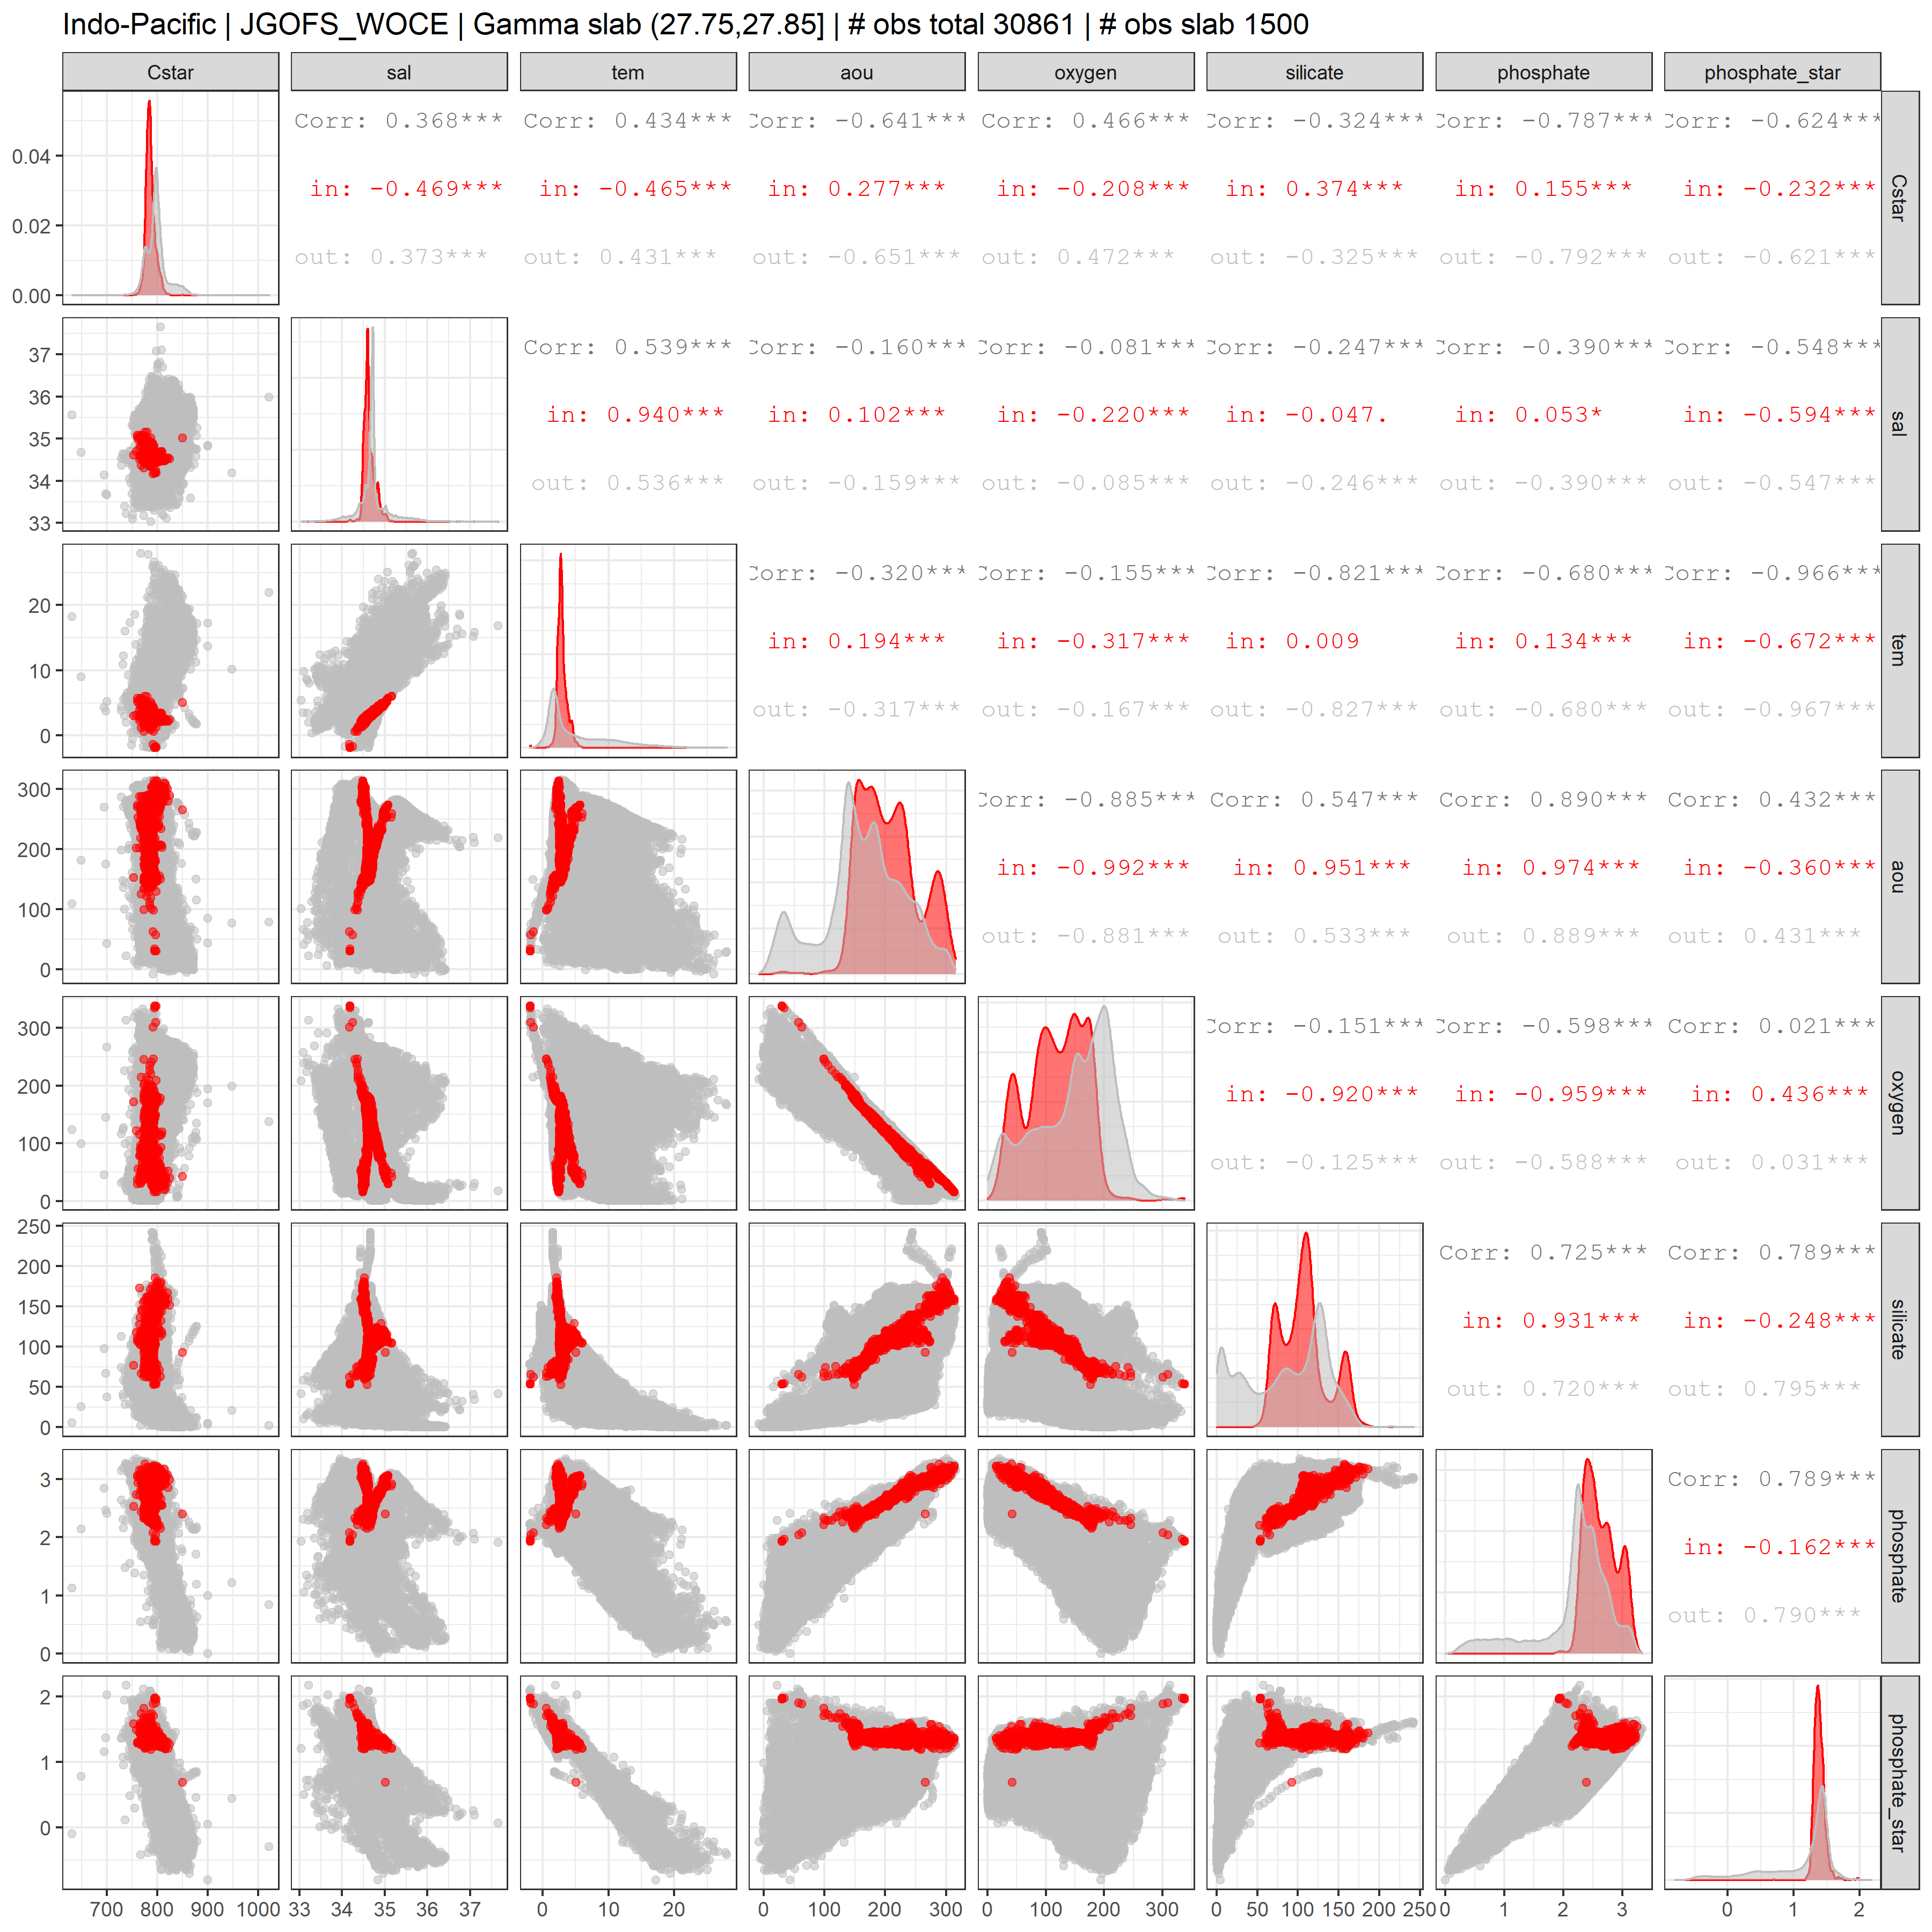 Indo-Pacific | JGOFS_WOCE | Gamma slab (27.75,27.85] | # obs total 30861 | # obs slab 1500
Cstar sal tem aou oxygen silicate phosphate phosphate_star
Corr: 0.368*** Corr: 0.434*** Corr: -0.641*** Corr: 0.466*** Corr: -0.324*** Corr: -0.787*** Corr: -0.624***
0.04
in: -0.469*** in: -0.465*** in: 0.277*** in: -0.208*** in: 0.374*** in: 0.155*** in: -0.232***
Cstar
0.02
out: 0.373*** out: 0.431*** out: -0.651*** out: 0.472*** out: -0.325*** out: -0.792*** out: -0.621***
0.00
Corr: 0.539*** Corr: -0.160*** Corr: -0.081*** Corr: -0.247*** Corr: -0.390*** Corr: -0.548***
37
36
in: 0.940*** in: 0.102*** in: -0.220*** in: -0.047. in: 0.053* in: -0.594***
sal
35
34
out: 0.536*** out: -0.159*** out: -0.085*** out: -0.246*** out: -0.390*** out: -0.547***
33
Corr: -0.320*** Corr: -0.155*** Corr: -0.821*** Corr: -0.680*** Corr: -0.966***
20
in: 0.194*** in: -0.317*** in: 0.009 in: 0.134*** in: -0.672***
tem
10
out: -0.317*** out: -0.167*** out: -0.827*** out: -0.680*** out: -0.967***
0
300
Corr: -0.885*** Corr: 0.547*** Corr: 0.890*** Corr: 0.432***
200
in: -0.992*** in: 0.951*** in: 0.974*** in: -0.360***
aou
100
out: -0.881*** out: 0.533*** out: 0.889*** out: 0.431***
0
300
Corr: -0.151*** Corr: -0.598*** Corr: 0.021***
200
in: -0.920*** in: -0.959*** in: 0.436***
oxygen
100
out: -0.125*** out: -0.588*** out: 0.031***
0
250
Corr: 0.725*** Corr: 0.789***
200
150
in: 0.931*** in: -0.248***
silicate
100
50
out: 0.720*** out: 0.795***
0
3
Corr: 0.789***
2
in: -0.162***
phosphate
1
out: 0.790***
0
2
1
phosphate_star
0
700 800 900 1000 33 34 35 36 37 0 10 20 0 100 200 300 0 100 200 300 0 50 100 150 200 250 0 1 2 3 0 1 2